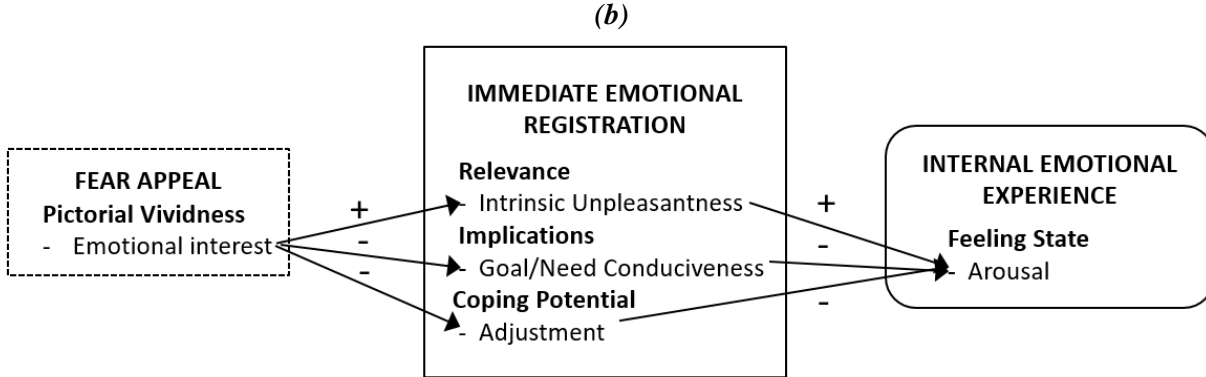 (b)
FEAR APPEAL
Pictorial Vividness
- Emotional interest
+
-
-
IMMEDIATE EMOTIONAL
REGISTRATION
Relevance
- Intrinsic Unpleasantness
Implications
- Goal/Need Conduciveness
Coping Potential
- Adjustment
+
-
-
INTERNAL EMOTIONAL
EXPERIENCE
Feeling State
- Arousal